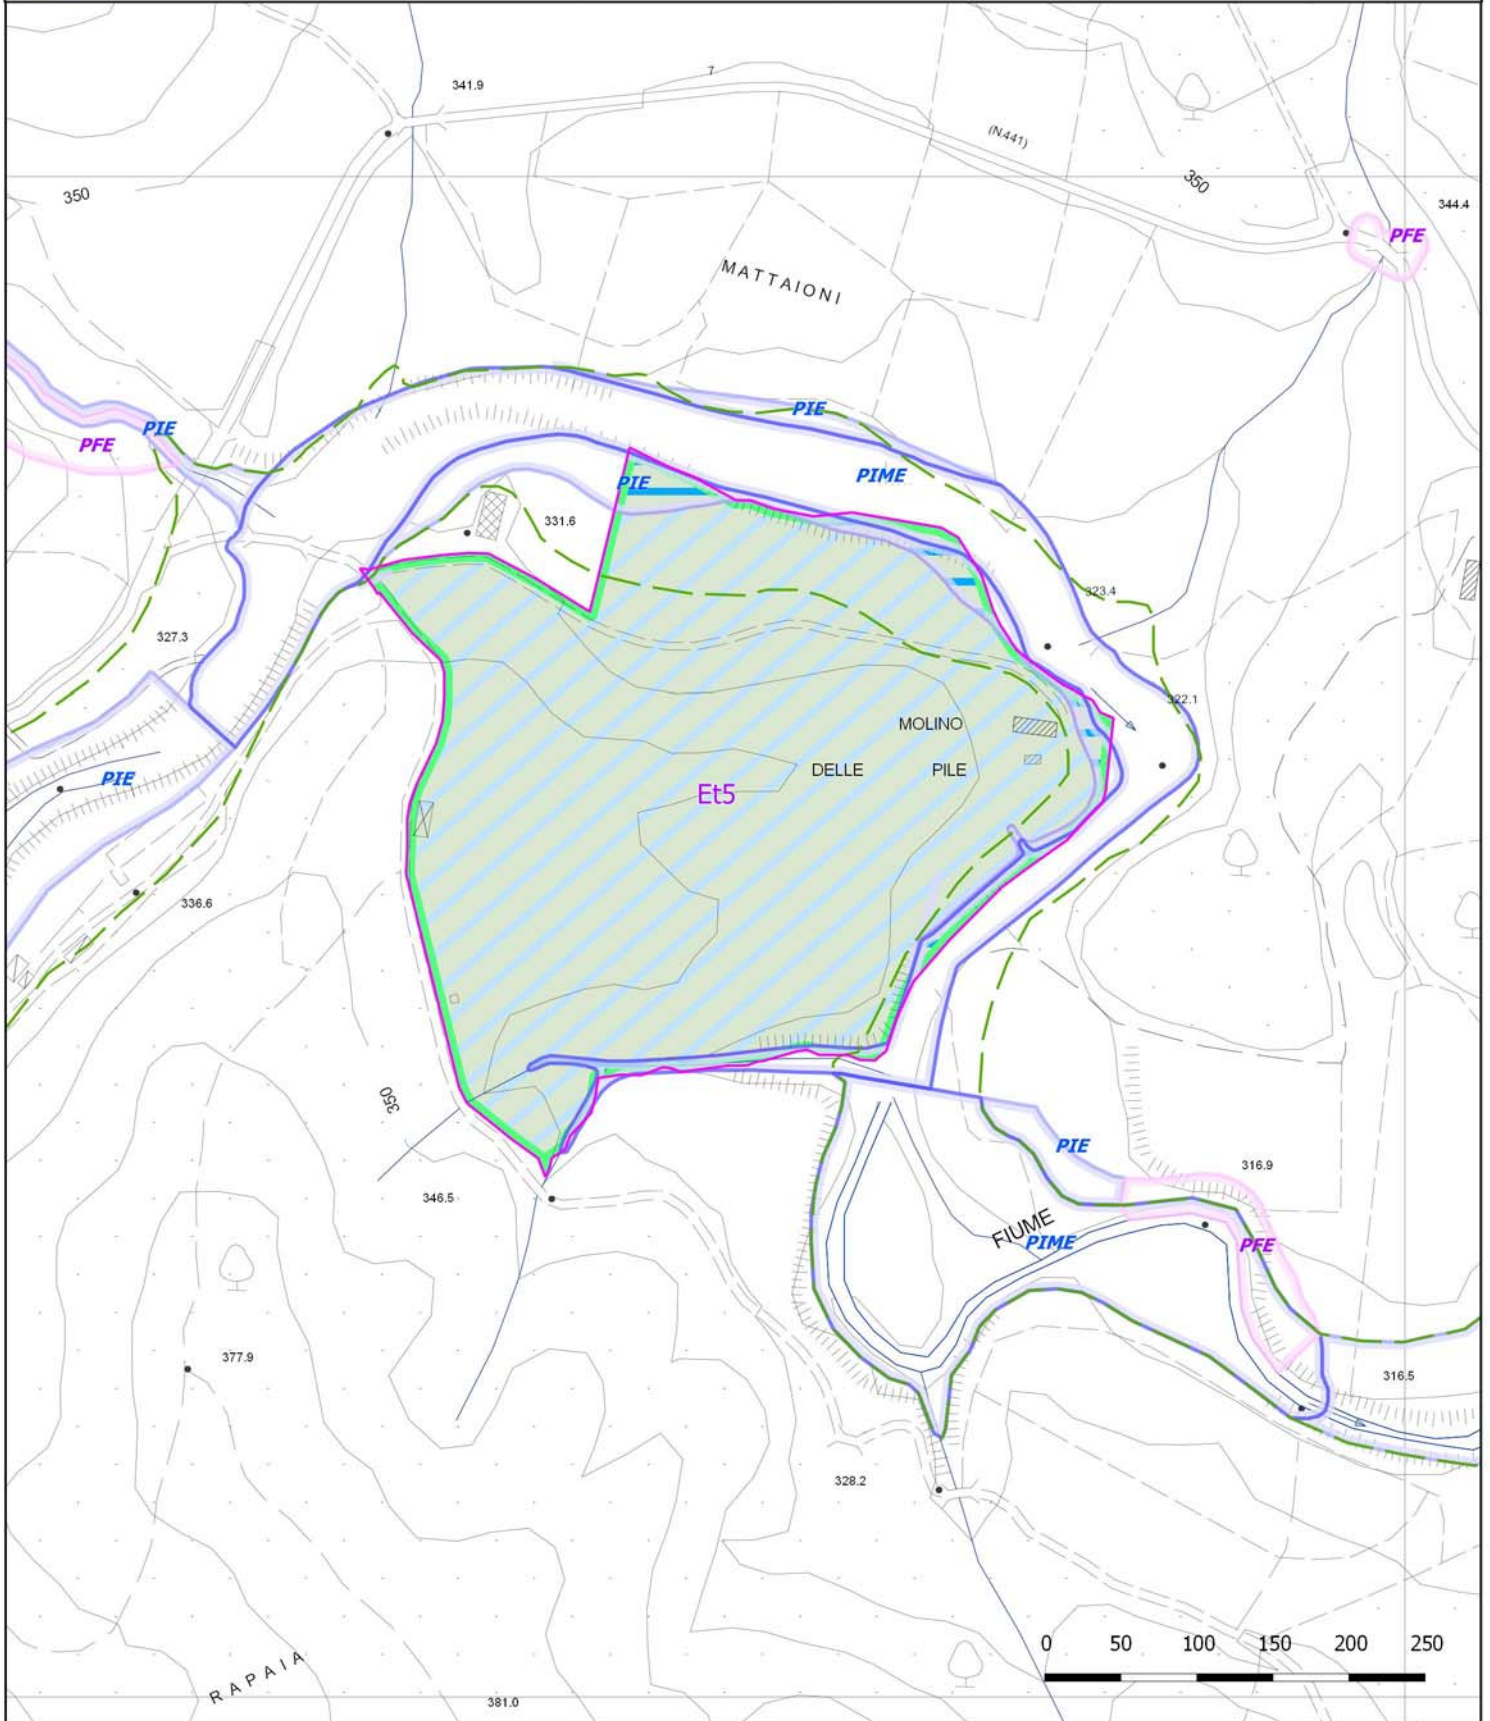 341.9
7
(N.441)
350
350
344.4
PFE
MATTAIONI
PIE
PFE
PIE
PIME
PIE
331.6
323.4
327.3
322.1
MOLINO
DELLE PILE
PIE
Et5
336.6
350
PIE
316.9
346.5
FIUME
PIME
PFE
377.9
316.5
328.2
0 50 100 150 200 250
RAPAIA
381.0